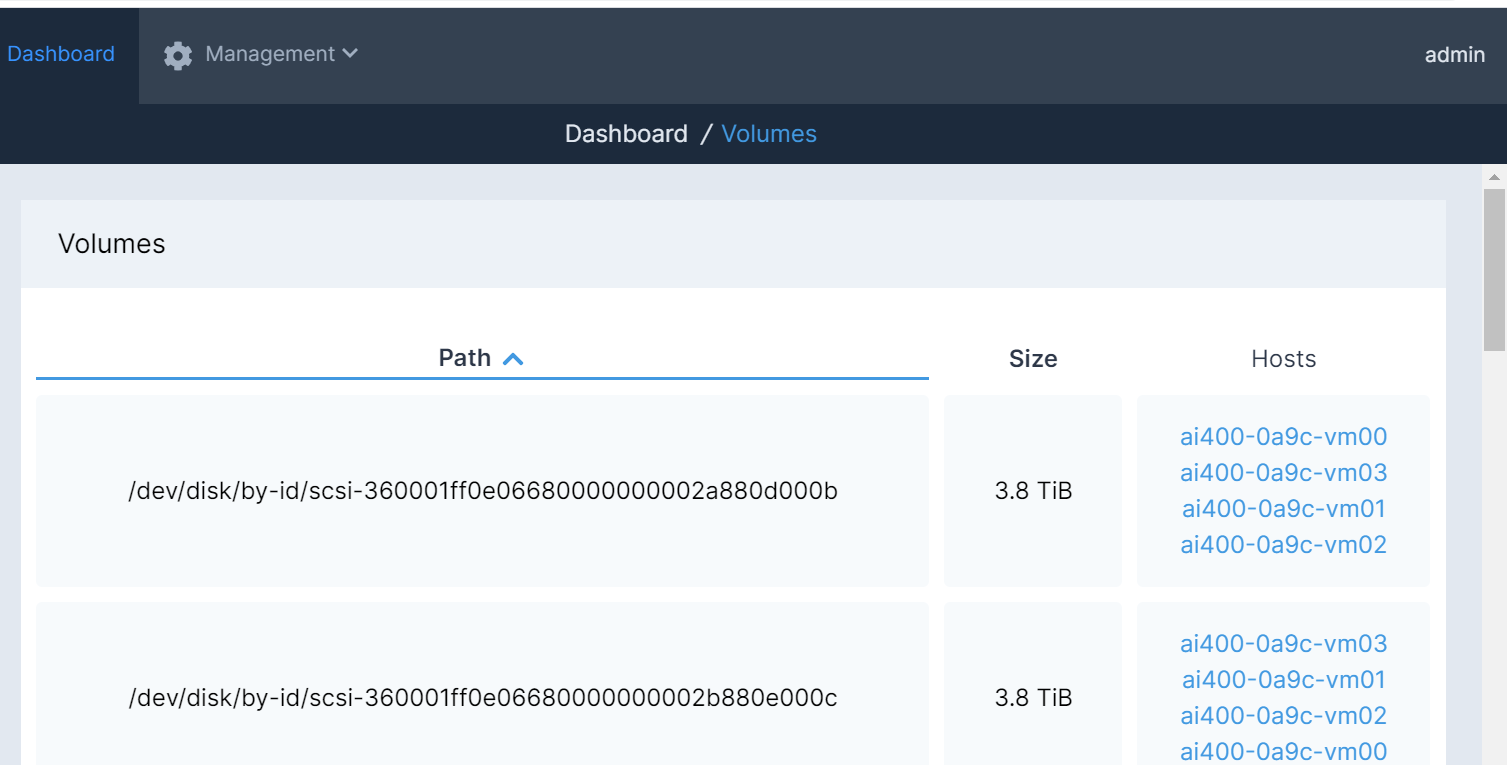 Dashboard
Management
admin
Dashboard / Volumes
Volumes
Path
Size
Hosts
/dev/disk/by-id/scsi-360001ff0e06680000000002a880d000b
3.8 TiB
ai400-0a9c-vm00
ai400-0a9c-vm03
ai400-0a9c-vm01
ai400-0a9c-vm02
/dev/disk/by-id/scsi-360001ff0e06680000000002b880e000c
3.8 TiB
ai400-0a9c-vm03
ai400-0a9c-vm01
ai400-0a9c-vm02
ai400-0a9c-vm00